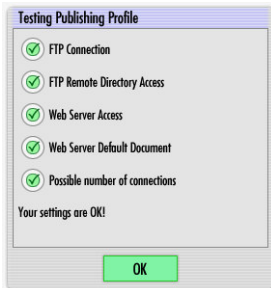 Testing Publishing Profile
FTP Connection
FTP Remote Directory Access
Web Server Access
Web Server Default Document
Possible number of connections
Your settings are OK!
OK